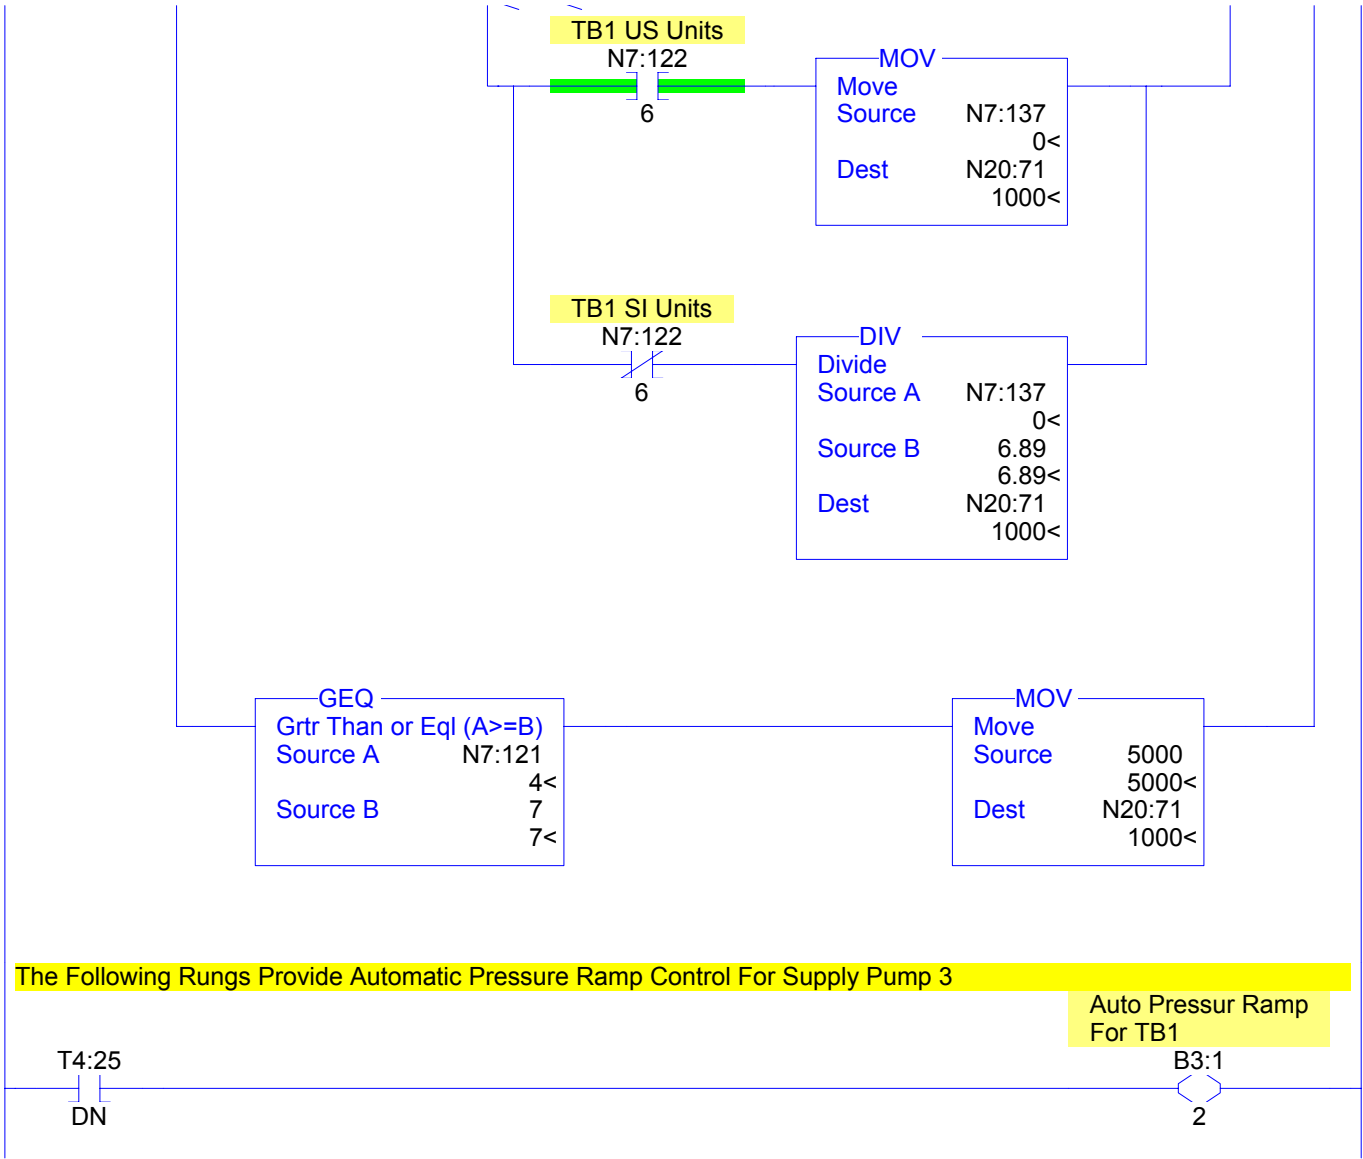 TB1 US Units
N7:122
6
MOV
Move
Source N7:137
0<
Dest N20:71
1000<
TB1 SI Units
N7:122
6
DIV
Divide
Source A N7:137
0<
Source B 6.89
6.89<
Dest N20:71
1000<
GEQ
Grtr Than or Eql (A>=B)
Source A N7:121
4<
Source B 7
7<
MOV
Move
Source 5000
5000<
Dest N20:71
1000<
The Following Rungs Provide Automatic Pressure Ramp Control For Supply Pump 3
Auto Pressur Ramp
For TB1
T4:25
DN
B3:1
2